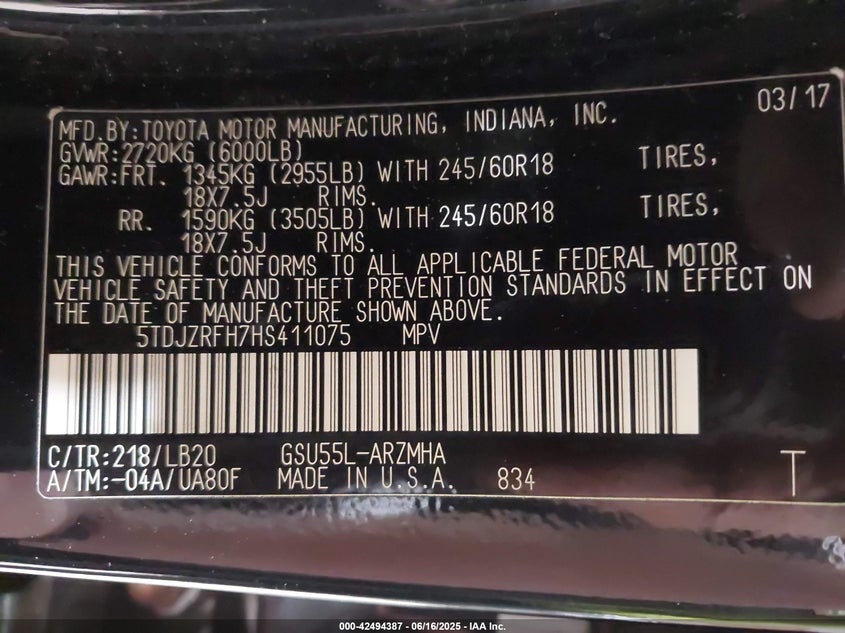 03/17
MFD.BY:TOYOTA MOTOR MANUFACTURING, INDIANA, INC.
GVWR:2720KG (6000LB)
GAWR:FRT. 1345KG (2955LB) WITH 245/60R18 TIRES,
18X7.5J RIMS.
RR. 1590KG (3505LB) WITH 245/60R18 TIRES,
18X7.5J RIMS.
THIS VEHICLE CONFORMS TO ALL APPLICABLE FEDERAL MOTOR
VEHICLE SAFETY AND THEFT PREVENTION STANDARDS IN EFFECT ON
THE DATE OF MANUFACTURE SHOWN ABOVE.
5TDJZRFH7HS411075 MPV
C/TR:218/LB20 GSU55L-ARZMHA
A/TM:-04A/UA80F MADE IN U.S.A. 834 T
000-42494387 - 06/16/2025 - IAA Inc.